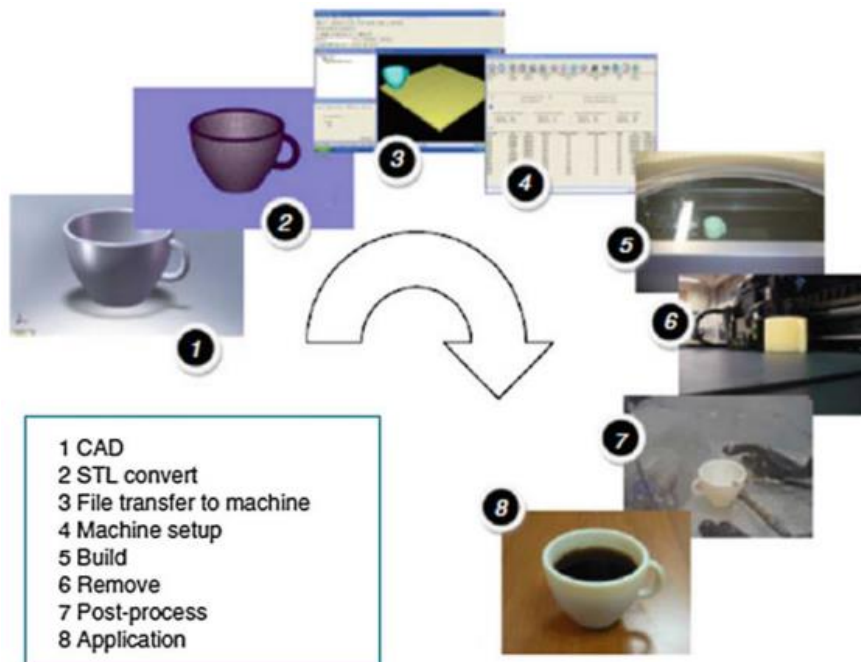 1
2
3
4
5
6
7
8
1 CAD
2 STL convert
3 File transfer to machine
4 Machine setup
5 Build
6 Remove
7 Post-process
8 Application